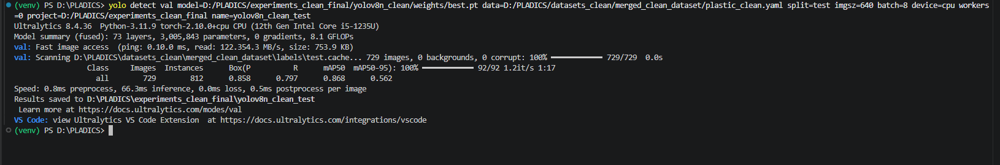 (venv) PS D:\PLADICS> yolo detect val model=D:/PLADICS/experiments_clean_final/yolov8n_clean/weights/best.pt data=D:/PLADICS/datasets_clean/merged_clean_dataset/plastic_clean.yaml split=test imgsz=640 batch=8 device=cpu workers
=0 project=D:/PLADICS/experiments_clean_final name=yolov8n_clean_test
Ultralytics 8.4.36 Python-3.11.9 torch-2.10.0+cpu CPU (12th Gen Intel Core i5-1235U)
Model summary (fused): 73 layers, 3,005,843 parameters, 0 gradients, 8.1 GFLOPs
val: Fast image access (ping: 0.10.0 ms, read: 122.354.3 MB/s, size: 753.9 KB)
val: Scanning D:\PLADICS\datasets_clean\merged_clean_dataset\labels\test.cache... 729 images, 0 backgrounds, 0 corrupt: 100% ━━━━━━━━━━━━ 729/729 0.0s
Class Images Instances Box(P R mAP50 mAP50-95): 100% ━━━━━━━━━━━━ 92/92 1.2it/s 1:17
all 729 812 0.858 0.797 0.868 0.562
Speed: 0.8ms preprocess, 66.3ms inference, 0.0ms loss, 0.5ms postprocess per image
Results saved to D:\PLADICS\experiments_clean_final\yolov8n_clean_test
Learn more at https://docs.ultralytics.com/modes/val
VS Code: view Ultralytics VS Code Extension at https://docs.ultralytics.com/integrations/vscode
(venv) PS D:\PLADICS>